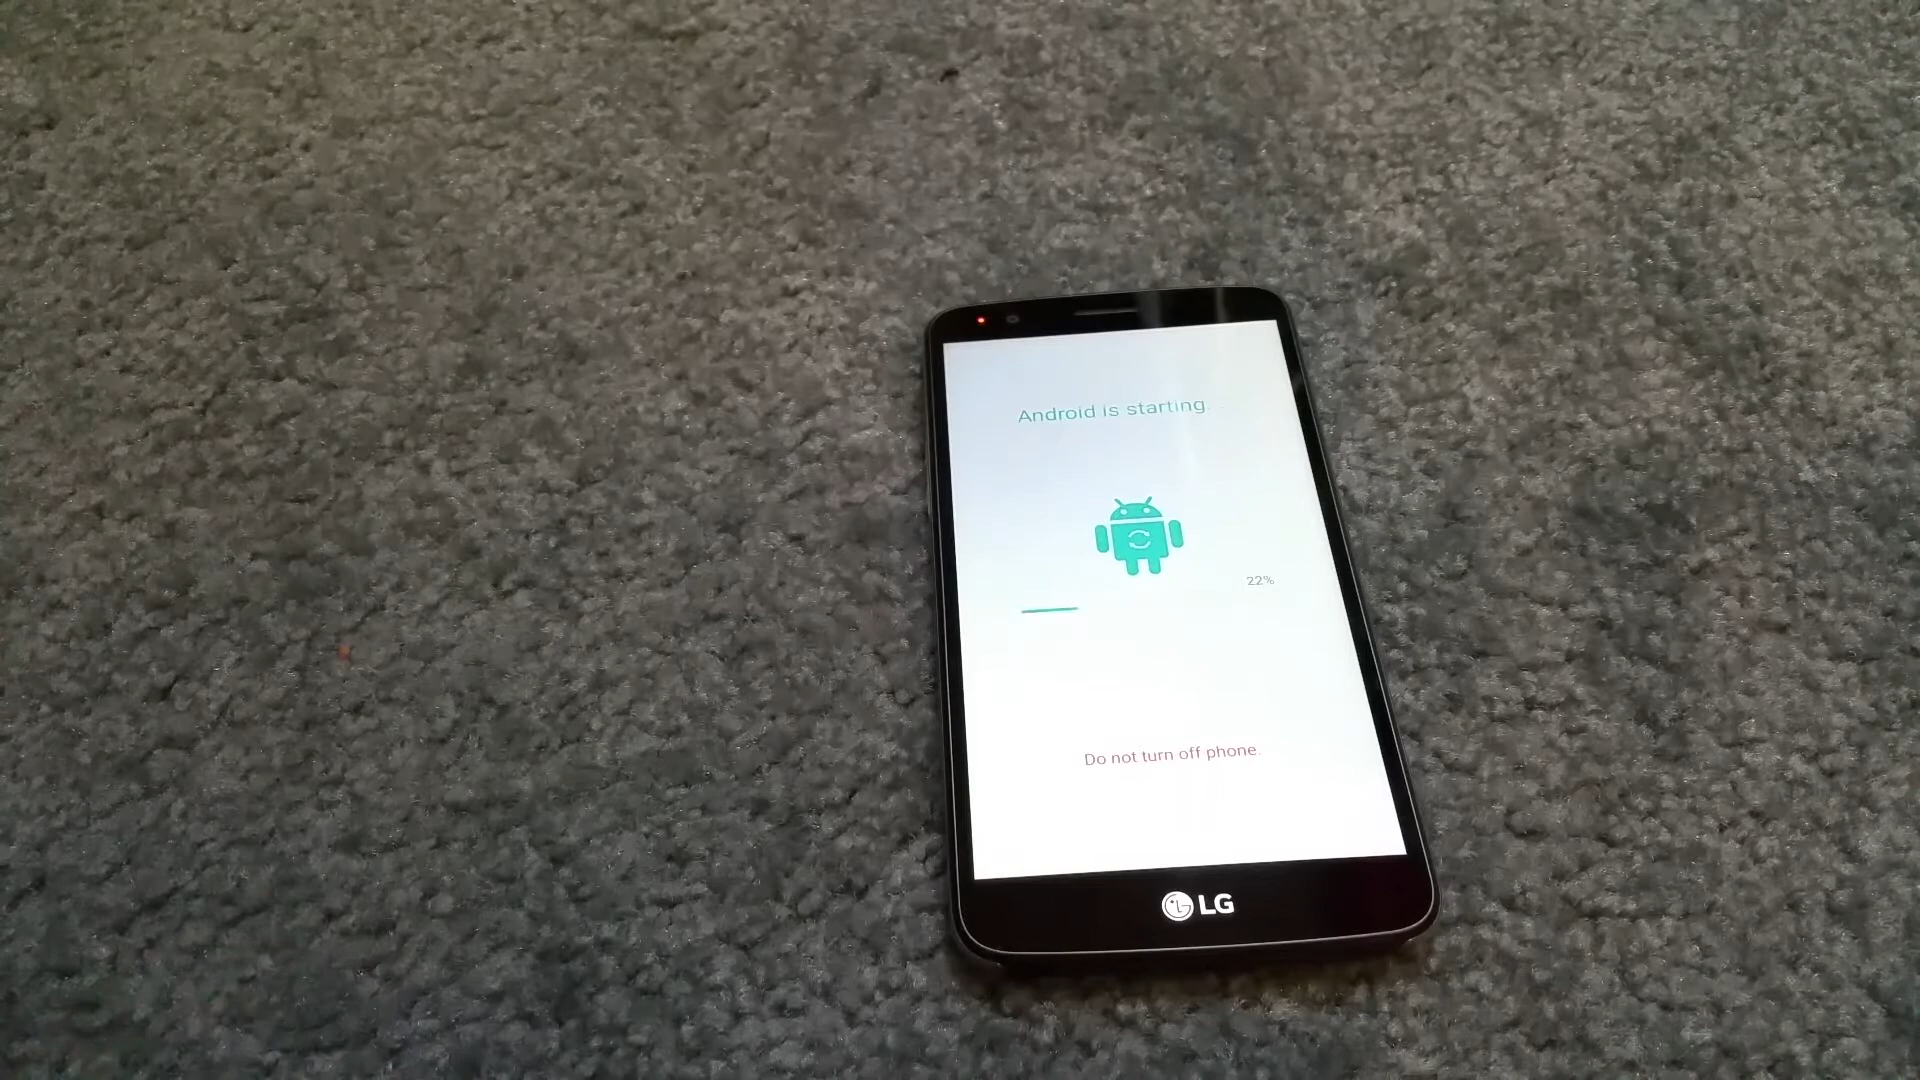 Android is starting...
22%
Do not turn off phone.
LG